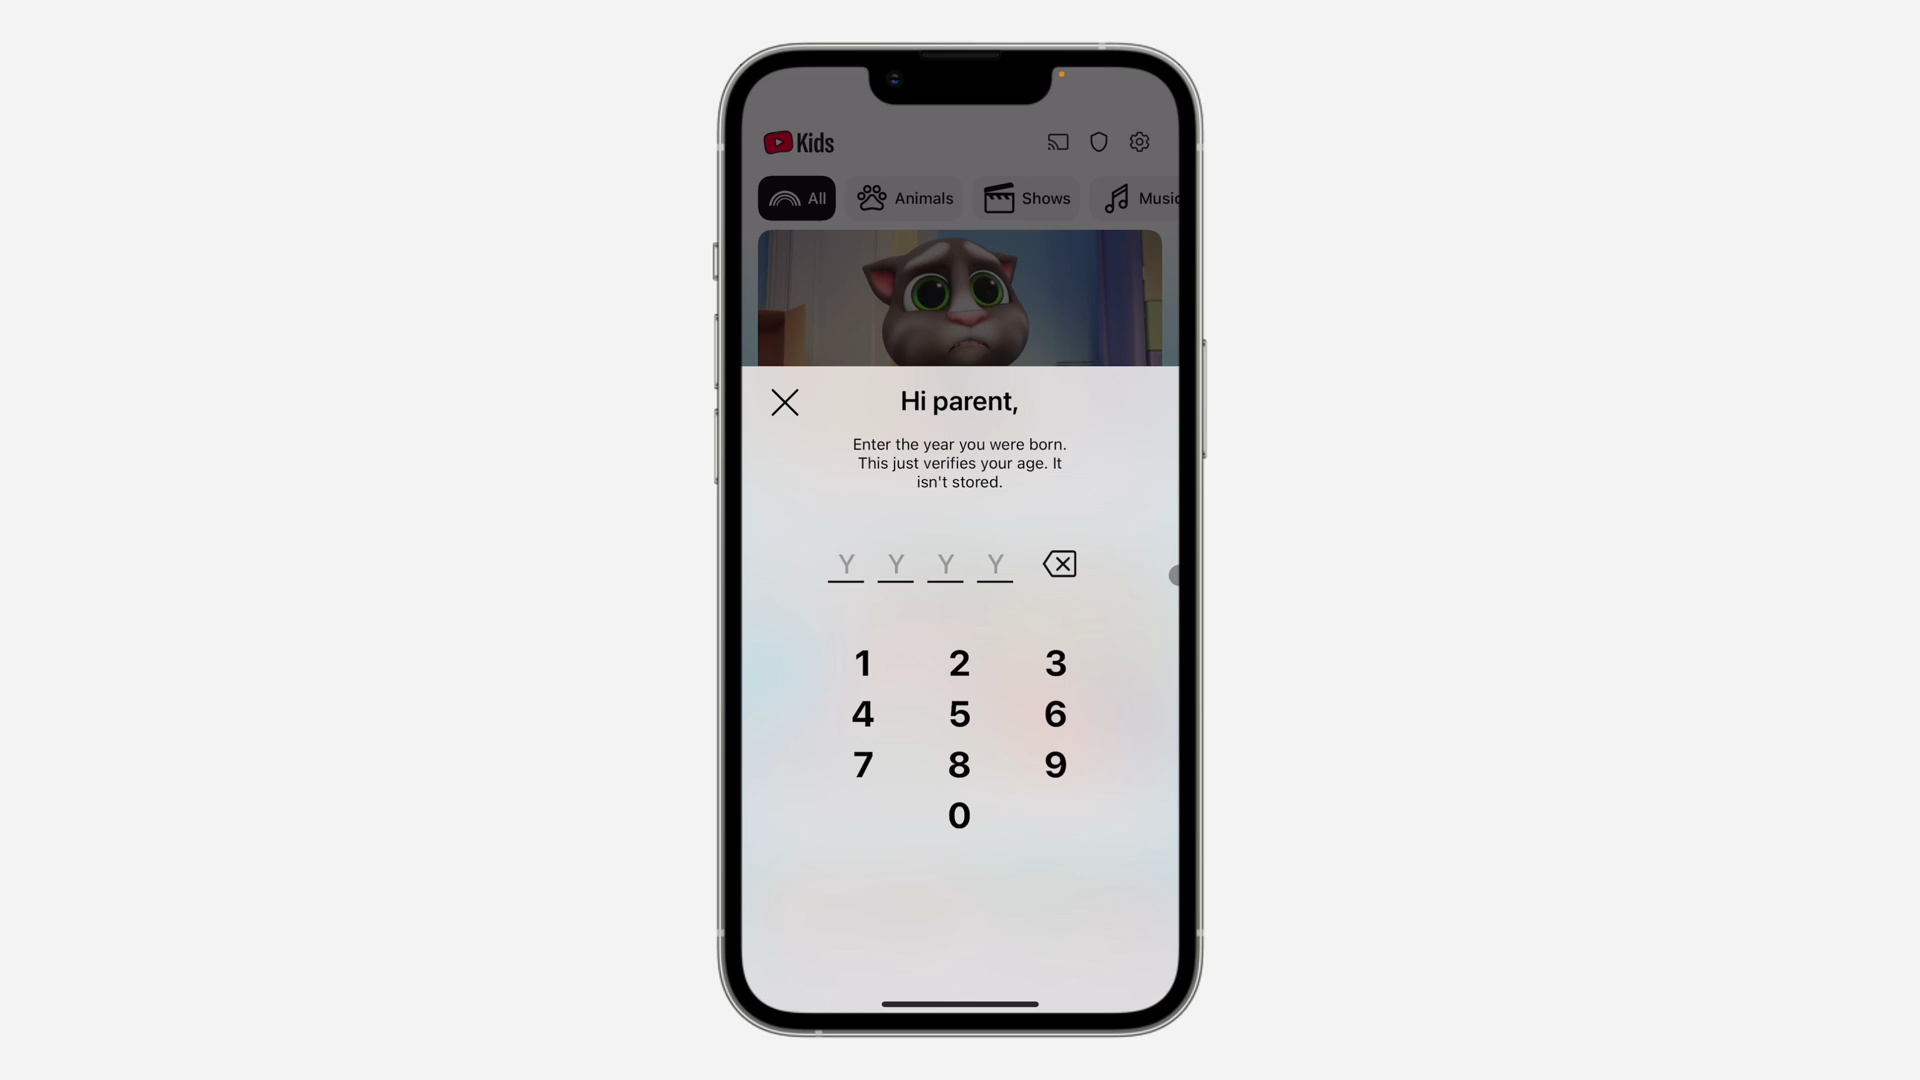 Kids
All
Animals
Shows
Music
Hi parent,
Enter the year you were born.
This just verifies your age. It
isn't stored.
Y Y Y Y
1 2 3
4 5 6
7 8 9
0